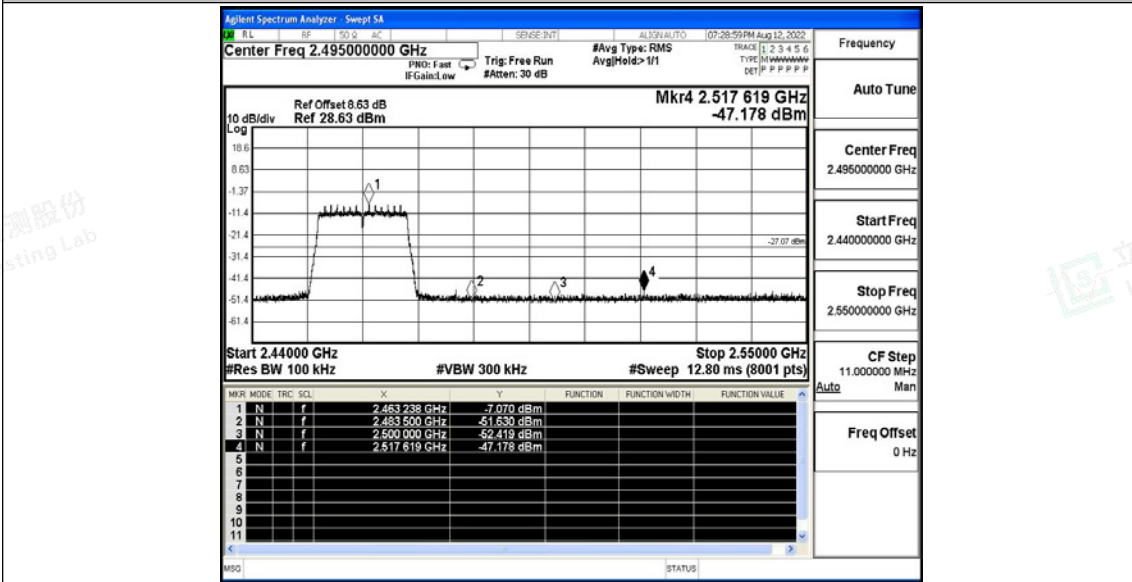 Agilent Spectrum Analyzer - Swept SA
RL RF 50 Ω AC SENSE:INT ALIGN AUTO 07:28:59 PM Aug 12, 2022
Center Freq 2.495000000 GHz
PNO: Fast
IFGain:Low
Trig: Free Run
#Atten: 30 dB
#Avg Type: RMS
Avg|Hold:> 1/1
TRACE 1 2 3 4 5 6
TYPE M
DET P P P P P P
Frequency
Auto Tune
Center Freq
2.495000000 GHz
Start Freq
2.440000000 GHz
Stop Freq
2.550000000 GHz
CF Step
11.000000 MHz
Auto Man
Freq Offset
0 Hz
Mkr4 2.517 619 GHz
-47.178 dBm
Ref Offset 8.63 dB
10 dB/div Ref 28.63 dBm
Log
18.6
8.63
-1.37
-11.4
-21.4
-31.4
-41.4
-51.4
-61.4
1
2
3
4
-27.07 dBm
Start 2.44000 GHz Stop 2.55000 GHz
#Res BW 100 kHz #VBW 300 kHz #Sweep 12.80 ms (8001 pts)
MKR MODE TRC SCL X Y FUNCTION FUNCTION WIDTH FUNCTION VALUE
1 N f 2.463 238 GHz -7.070 dBm
2 N f 2.483 500 GHz -51.630 dBm
3 N f 2.500 000 GHz -52.419 dBm
4 N f 2.517 619 GHz -47.178 dBm
5
6
7
8
9
10
11
MSG STATUS
测股份
sting Lab
立